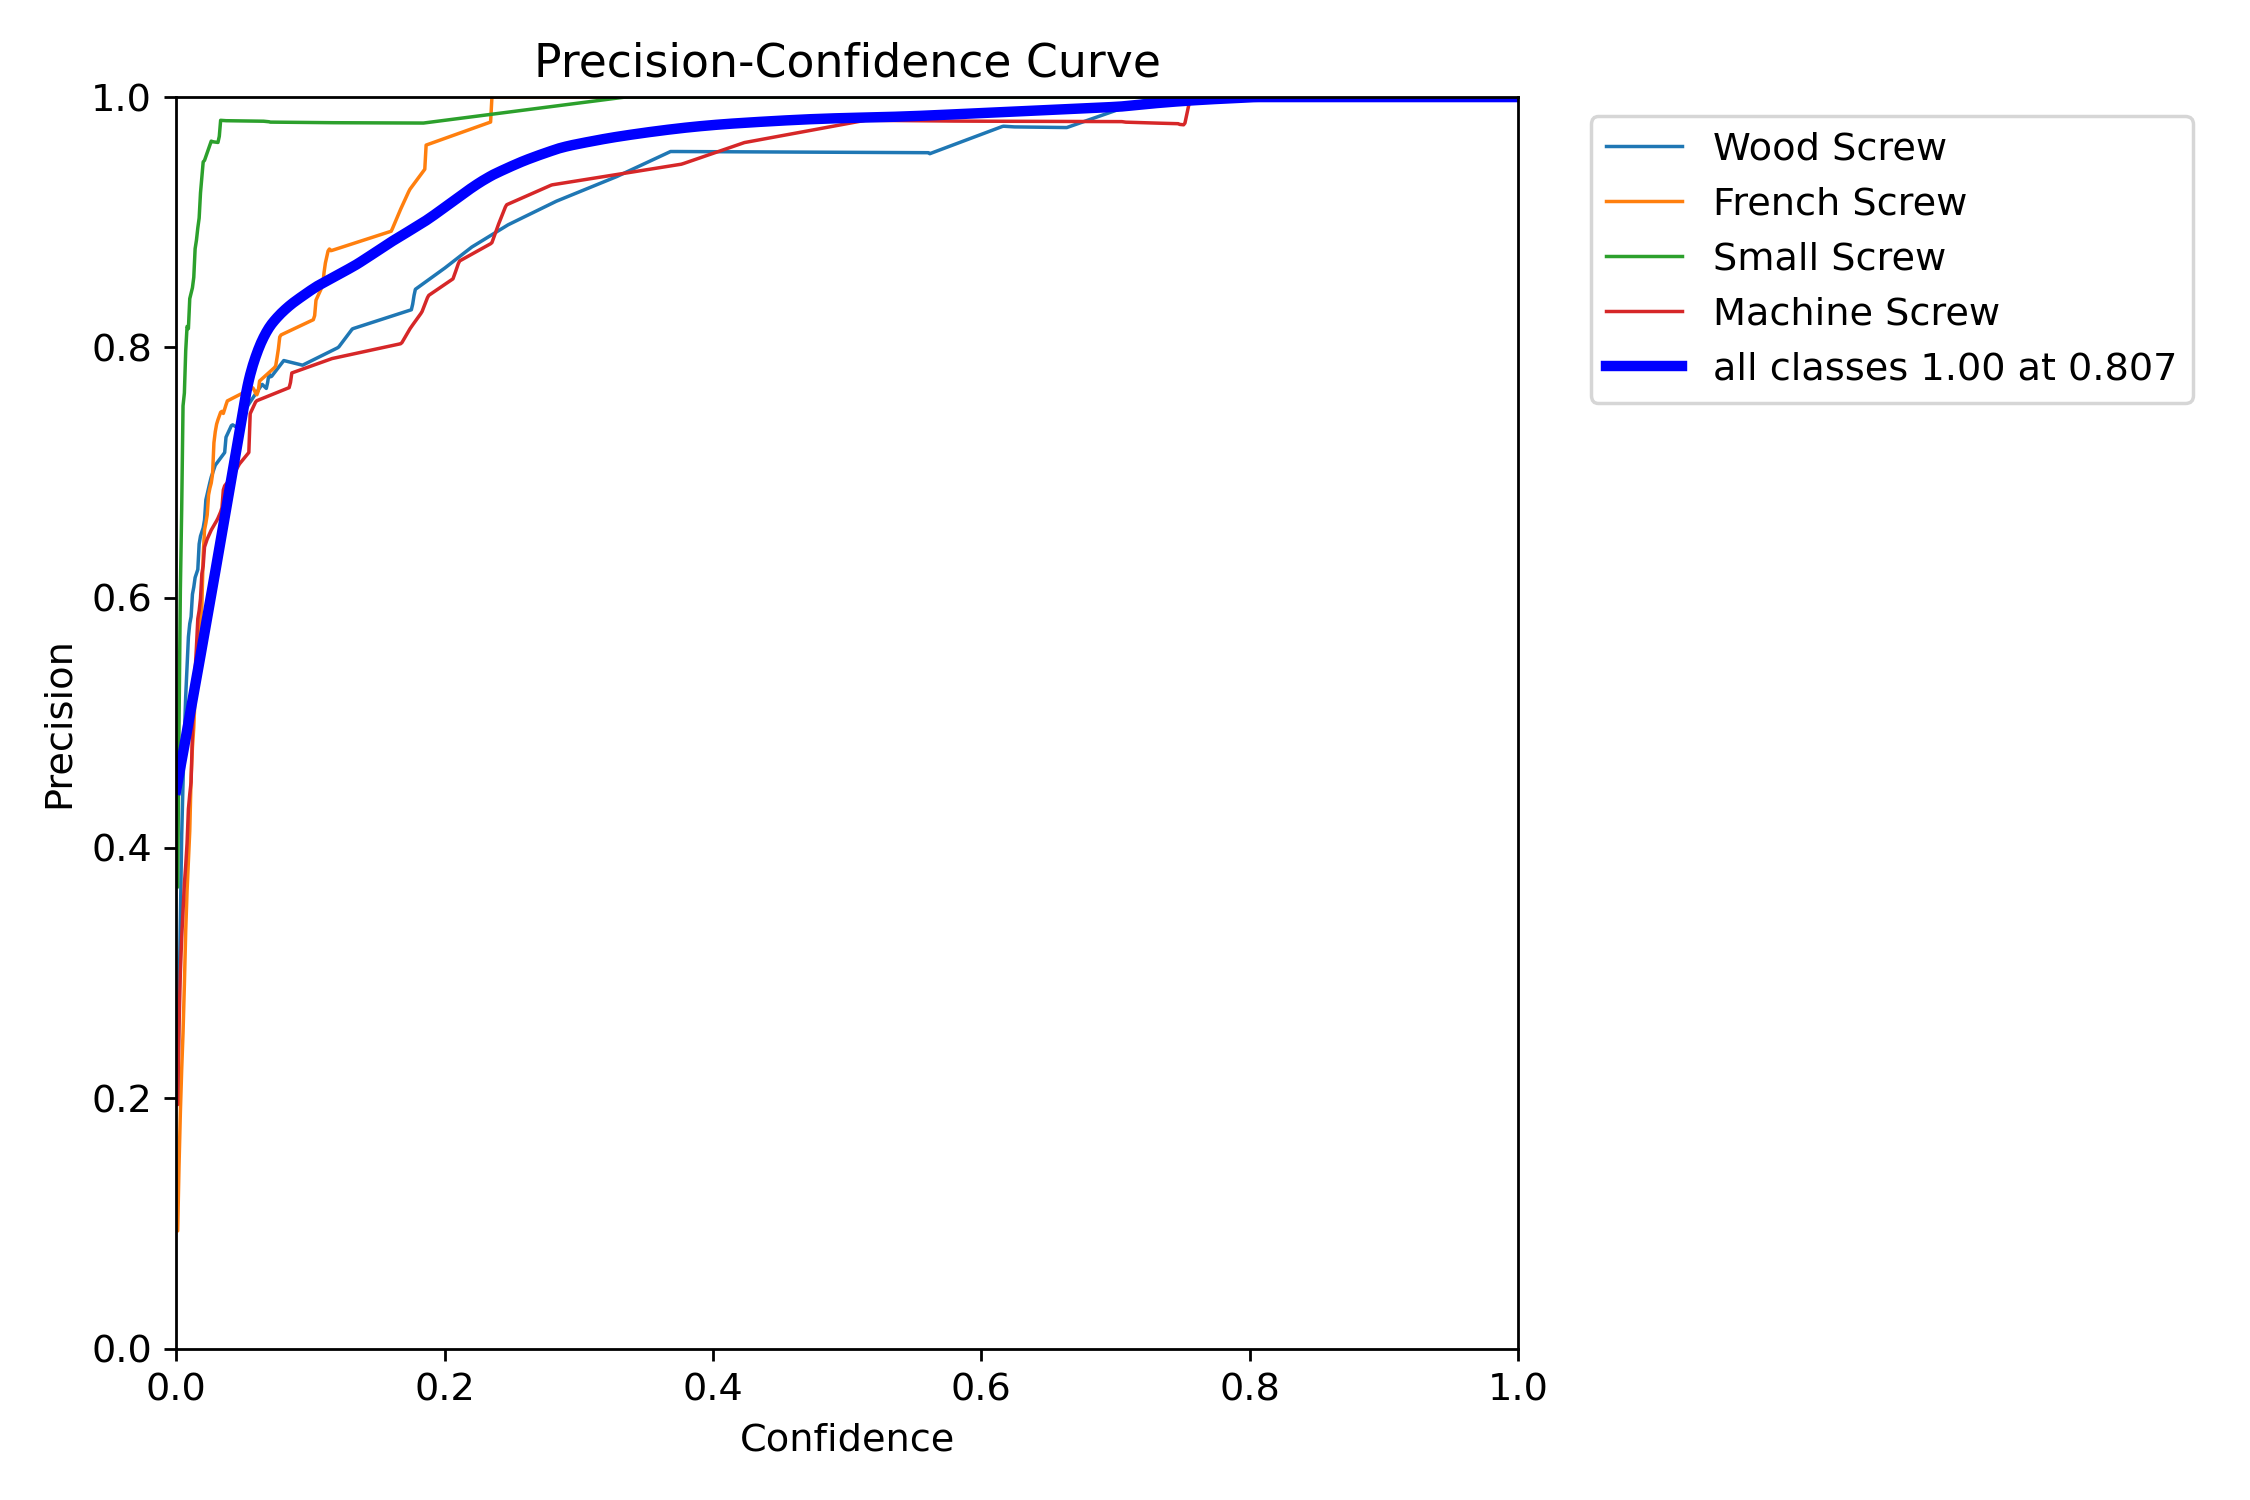 Precision-Confidence Curve
1.0
0.8
0.6
0.4
0.2
0.0
Precision
0.0 0.2 0.4 0.6 0.8 1.0
Confidence
Wood Screw
French Screw
Small Screw
Machine Screw
all classes 1.00 at 0.807